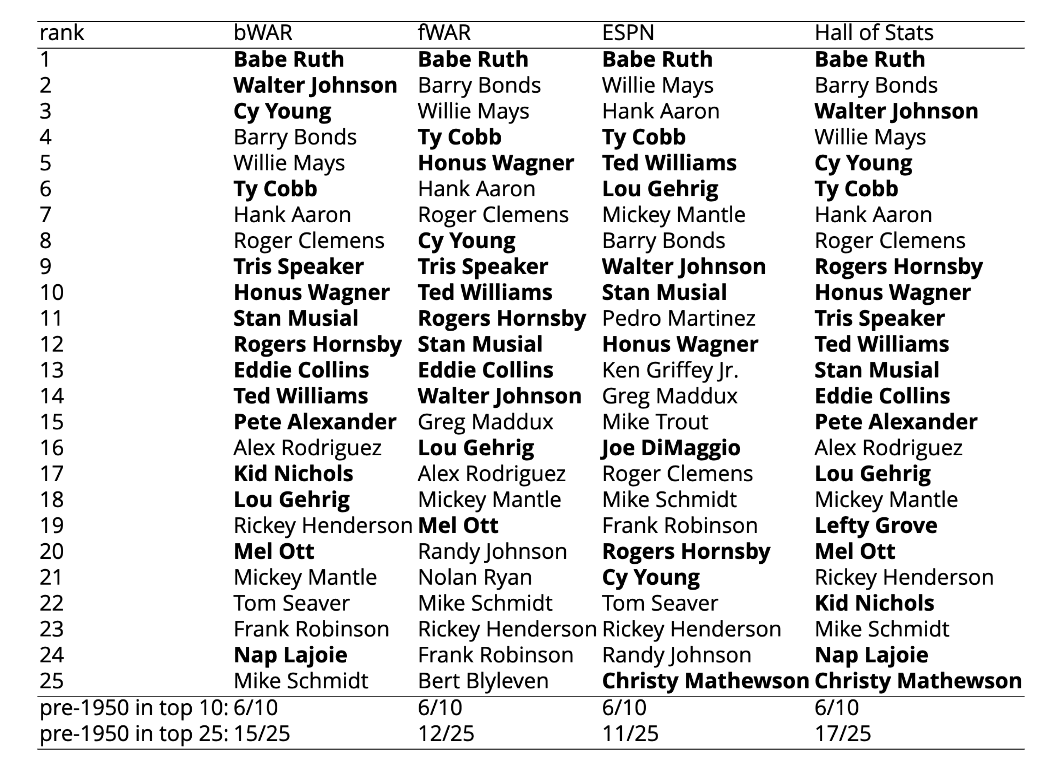 rank bWAR fWAR ESPN Hall of Stats
1 Babe Ruth Babe Ruth Babe Ruth Babe Ruth
2 Walter Johnson Barry Bonds Willie Mays Barry Bonds
3 Cy Young Willie Mays Hank Aaron Walter Johnson
4 Barry Bonds Ty Cobb Ty Cobb Willie Mays
5 Willie Mays Honus Wagner Ted Williams Cy Young
6 Ty Cobb Hank Aaron Lou Gehrig Ty Cobb
7 Hank Aaron Roger Clemens Mickey Mantle Hank Aaron
8 Roger Clemens Cy Young Barry Bonds Roger Clemens
9 Tris Speaker Tris Speaker Walter Johnson Rogers Hornsby
10 Honus Wagner Ted Williams Stan Musial Honus Wagner
11 Stan Musial Rogers Hornsby Pedro Martinez Tris Speaker
12 Rogers Hornsby Stan Musial Honus Wagner Ted Williams
13 Eddie Collins Eddie Collins Ken Griffey Jr. Stan Musial
14 Ted Williams Walter Johnson Greg Maddux Eddie Collins
15 Pete Alexander Greg Maddux Mike Trout Pete Alexander
16 Alex Rodriguez Lou Gehrig Joe DiMaggio Alex Rodriguez
17 Kid Nichols Alex Rodriguez Roger Clemens Lou Gehrig
18 Lou Gehrig Mickey Mantle Mike Schmidt Mickey Mantle
19 Rickey Henderson Mel Ott Frank Robinson Lefty Grove
20 Mel Ott Randy Johnson Rogers Hornsby Mel Ott
21 Mickey Mantle Nolan Ryan Cy Young Rickey Henderson
22 Tom Seaver Mike Schmidt Tom Seaver Kid Nichols
23 Frank Robinson Rickey Henderson Rickey Henderson Mike Schmidt
24 Nap Lajoie Frank Robinson Randy Johnson Nap Lajoie
25 Mike Schmidt Bert Blyleven Christy Mathewson Christy Mathewson
pre-1950 in top 10: 6/10 6/10 6/10 6/10
pre-1950 in top 25: 15/25 12/25 11/25 17/25